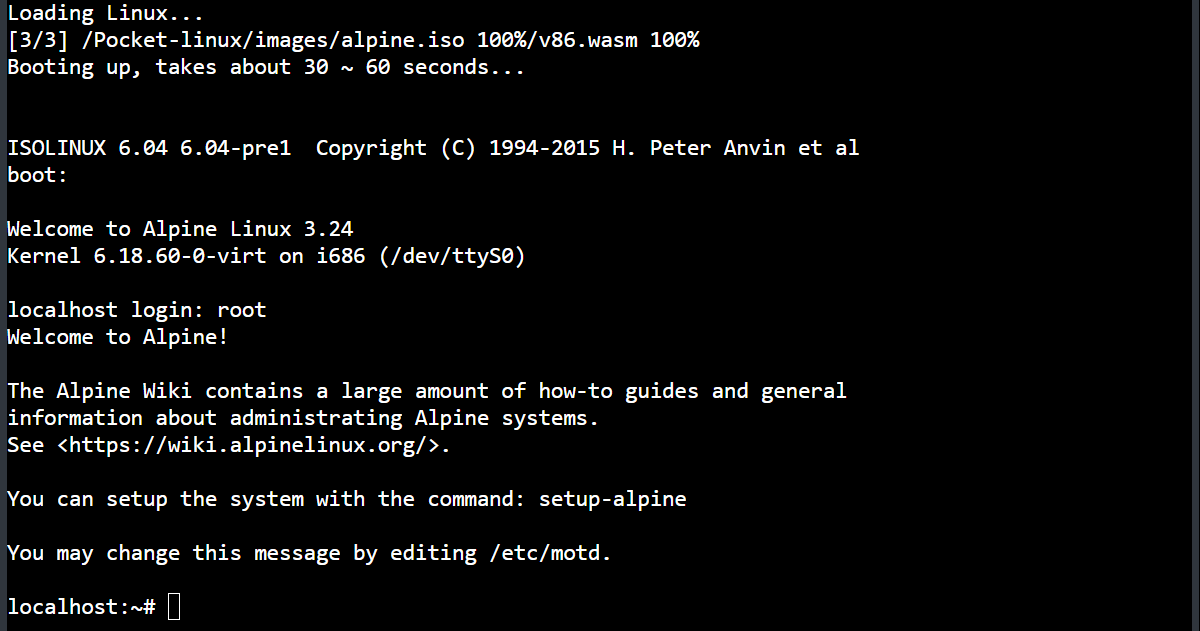 Loading Linux...
[3/3] /Pocket-linux/images/alpine.iso 100%/v86.wasm 100%
Booting up, takes about 30 ~ 60 seconds...
ISOLINUX 6.04 6.04-pre1  Copyright (C) 1994-2015 H. Peter Anvin et al
boot:
Welcome to Alpine Linux 3.24
Kernel 6.18.60-0-virt on i686 (/dev/ttyS0)
localhost login: root
Welcome to Alpine!
The Alpine Wiki contains a large amount of how-to guides and general
information about administrating Alpine systems.
See <https://wiki.alpinelinux.org/>.
You can setup the system with the command: setup-alpine
You may change this message by editing /etc/motd.
localhost:~#